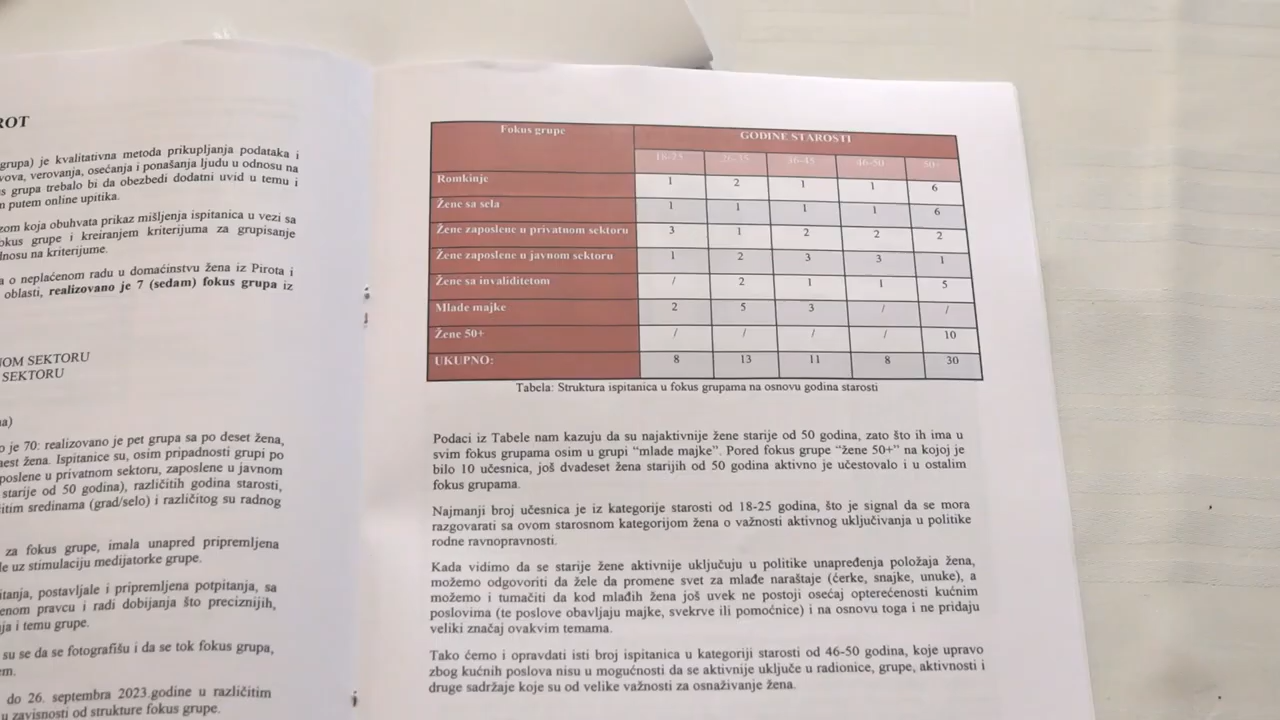 ROT
grupa) je kvalitativna metoda prikupljanja podataka i
vova, verovanja, osećanja i ponašanja ljudu u odnosu na
s grupa trebalo bi da obezbedi dodatni uvid u temu i
n putem online upitika.
zom koja obuhvata prikaz mišljenja ispitanica u vezi sa
okus grupe i kreiranjem kriterijuma za grupisanje
dnosu na kriterijume.
a o neplaćenom radu u domaćinstvu žena iz Pirota i
oblasti, realizovano je 7 (sedam) fokus grupa iz
NOM SEKTORU
SEKTORU
na)
o je 70: realizovano je pet grupa sa po deset žena,
aest žena. Ispitanice su, osim pripadnosti grupi po
poslene u privatnom sektoru, zaposlene u javnom
starije od 50 godina), različitih godina starosti,
čitim sredinama (grad/selo) i različitog su radnog
za fokus grupe, imala unapred pripremljena
le uz stimulaciju medijatorke grupe.
itanja, postavljale i pripremljena potpitanja, sa
enom pravcu i radi dobijanja što preciznijih,
ja i temu grupe.
su se da se fotografišu i da se tok fokus grupa,
em.
do 26. septembra 2023.godine u različitim
u zavisnosti od strukture fokus grupe.
Fokus grupe GODINE STAROSTI
18-25 26-35 36-45 46-50 50+
Romkinje 1 2 1 1 6
Žene sa sela 1 1 1 1 6
Žene zaposlene u privatnom sektoru 3 1 2 2 2
Žene zaposlene u javnom sektoru 1 2 3 3 1
Žene sa invaliditetom / 2 1 1 5
Mlade majke 2 5 3 / /
Žene 50+ / / / / 10
UKUPNO: 8 13 11 8 30
Tabela: Struktura ispitanica u fokus grupama na osnovu godina starosti
Podaci iz Tabele nam kazuju da su najaktivnije žene starije od 50 godina, zato što ih ima u
svim fokus grupama osim u grupi “mlade majke”. Pored fokus grupe “žene 50+” na kojoj je
bilo 10 učesnica, još dvadeset žena starijih od 50 godina aktivno je učestovalo i u ostalim
fokus grupama.
Najmanji broj učesnica je iz kategorije starosti od 18-25 godina, što je signal da se mora
razgovarati sa ovom starosnom kategorijom žena o važnosti aktivnog uključivanja u politike
rodne ravnopravnosti.
Kada vidimo da se starije žene aktivnije uključuju u politike unapređenja položaja žena,
možemo odgovoriti da žele da promene svet za mlađe naraštaje (ćerke, snajke, unuke), a
možemo i tumačiti da kod mlađih žena još uvek ne postoji osećaj opterećenosti kućnim
poslovima (te poslove obavljaju majke, svekrve ili pomoćnice) i na osnovu toga i ne pridaju
veliki značaj ovakvim temama.
Tako ćemo i opravdati isti broj ispitanica u kategoriji starosti od 46-50 godina, koje upravo
zbog kućnih poslova nisu u mogućnosti da se aktivnije uključe u radionice, grupe, aktivnosti i
druge sadržaje koje su od velike važnosti za osnaživanje žena.